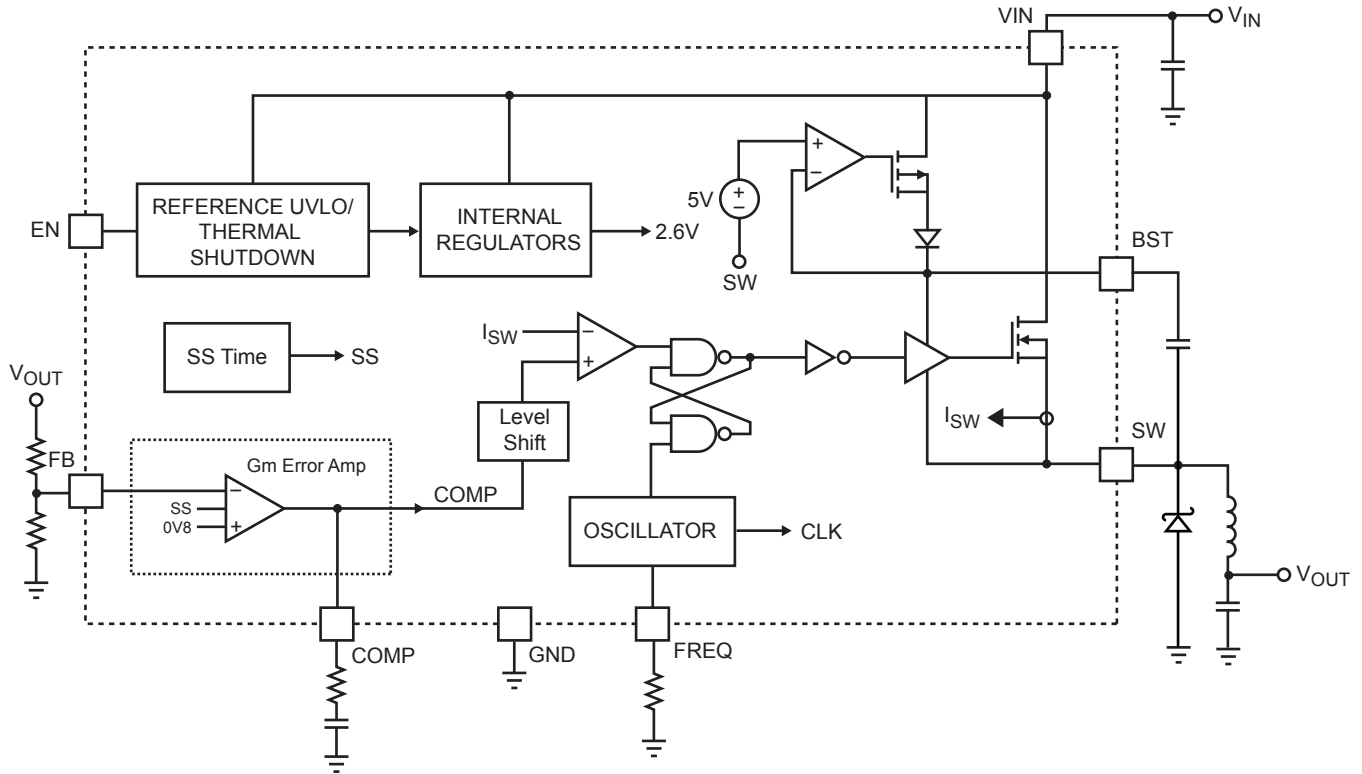 VIN
V_IN
EN
REFERENCE UVLO/
THERMAL
SHUTDOWN
INTERNAL
REGULATORS
2.6V
5V
+
−
+
−
SW
BST
SS Time
SS
I_SW
−
+
Level
Shift
I_SW
SW
V_OUT
FB
Gm Error Amp
−
SS
0V8
+
COMP
OSCILLATOR
CLK
V_OUT
COMP
GND
FREQ